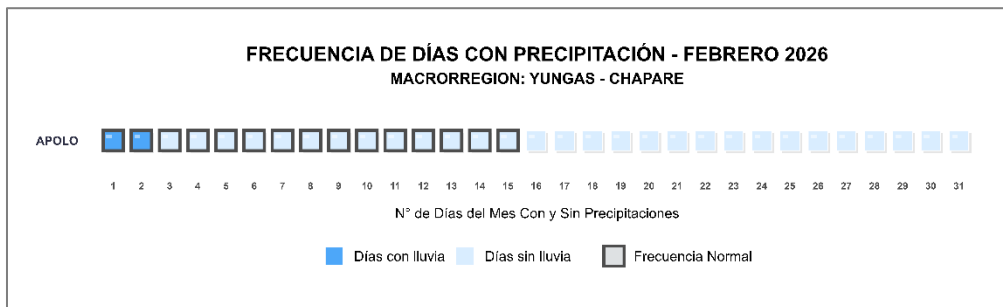 FRECUENCIA DE DÍAS CON PRECIPITACIÓN - FEBRERO 2026
MACRORREGION: YUNGAS - CHAPARE
APOLO
1 2 3 4 5 6 7 8 9 10 11 12 13 14 15 16 17 18 19 20 21 22 23 24 25 26 27 28 29 30 31
N° de Días del Mes Con y Sin Precipitaciones
Días con lluvia Días sin lluvia Frecuencia Normal